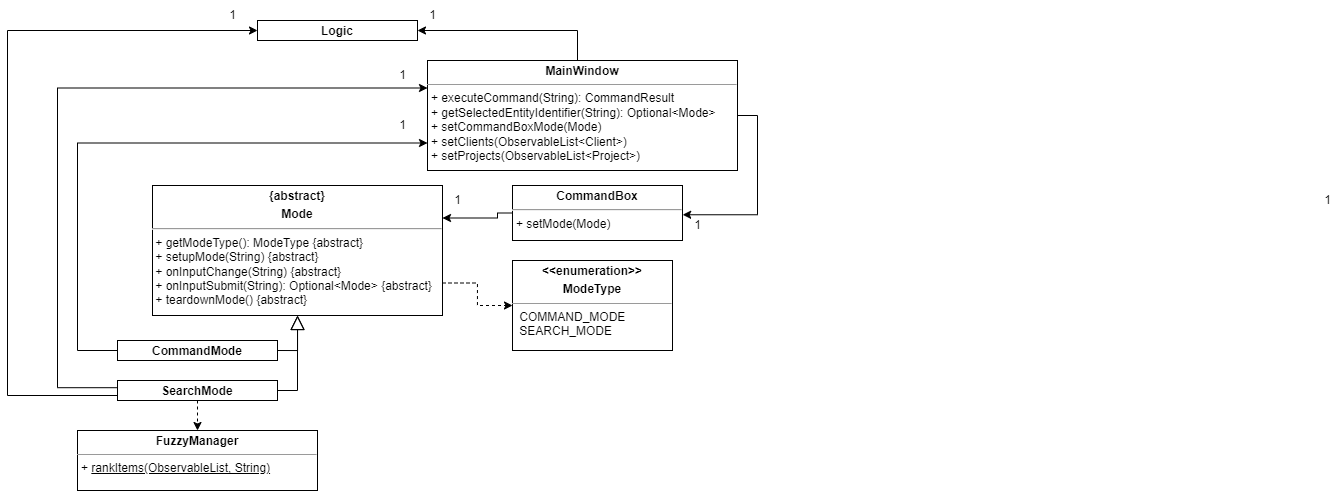 1
1
Logic
MainWindow
1
+ executeCommand(String): CommandResult
+ getSelectedEntityIdentifier(String): Optional<Mode>
+ setCommandBoxMode(Mode)
1
+ setClients(ObservableList<Client>)
+ setProjects(ObservableList<Project>)
{abstract}
Mode
1
CommandBox
1
+ setMode(Mode)
1
+ getModeType(): ModeType {abstract}
+ setupMode(String) {abstract}
+ onInputChange(String) {abstract}
+ onInputSubmit(String): Optional<Mode> {abstract}
+ teardownMode() {abstract}
<<enumeration>>
ModeType
COMMAND_MODE
SEARCH_MODE
CommandMode
SearchMode
FuzzyManager
+ rankItems(ObservableList, String)